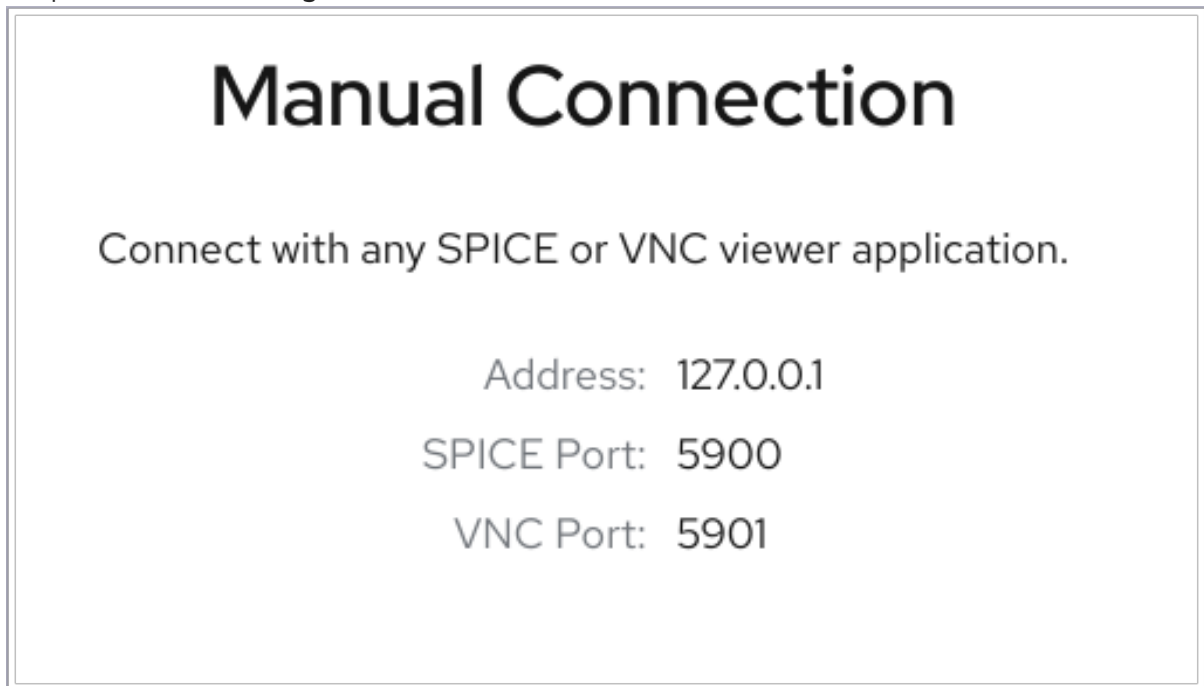 Manual Connection
Connect with any SPICE or VNC viewer application.
Address: 127.0.0.1
SPICE Port: 5900
VNC Port: 5901